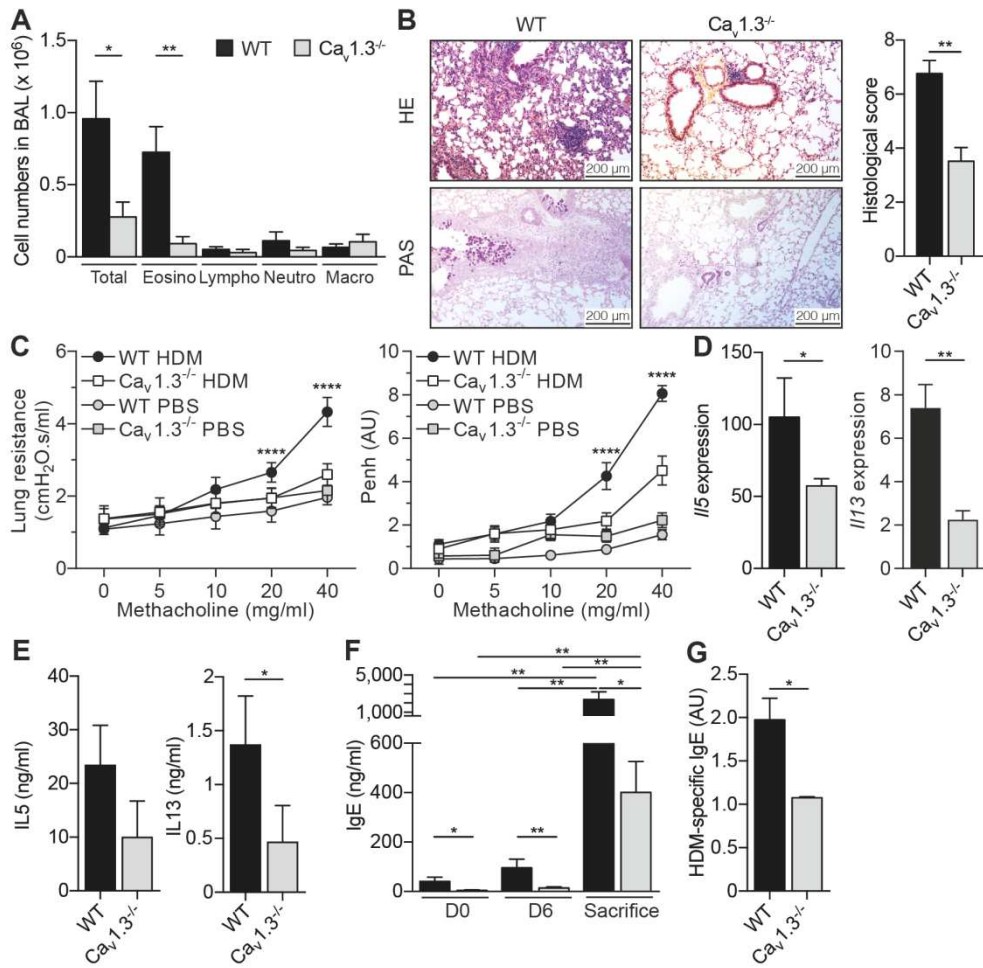 A
Cell numbers in BAL (x 10⁶)
1.5
1.0
0.5
0
*
**
WT
Caᵥ1.3⁻/⁻
Total
Eosino
Lympho
Neutro
Macro
B
WT
Caᵥ1.3⁻/⁻
HE
200 µm
200 µm
PAS
200 µm
200 µm
Histological score
8
6
4
2
0
**
WT
Caᵥ1.3⁻/⁻
C
Lung resistance
(cmH₂O.s/ml)
6
4
2
0
WT HDM
Caᵥ1.3⁻/⁻ HDM
WT PBS
Caᵥ1.3⁻/⁻ PBS
****
****
0
5
10
20
40
Methacholine (mg/ml)
Penh (AU)
10
8
6
4
2
0
WT HDM
Caᵥ1.3⁻/⁻ HDM
WT PBS
Caᵥ1.3⁻/⁻ PBS
****
****
0
5
10
20
40
Methacholine (mg/ml)
D
Il5 expression
150
100
50
0
*
WT
Caᵥ1.3⁻/⁻
Il13 expression
10
8
6
4
2
0
**
WT
Caᵥ1.3⁻/⁻
E
IL5 (ng/ml)
40
30
20
10
0
WT
Caᵥ1.3⁻/⁻
IL13 (ng/ml)
2
1.5
1
0.5
0
*
WT
Caᵥ1.3⁻/⁻
F
IgE (ng/ml)
5,000
1,000
600
400
200
0
**
**
**
**
*
*
**
D0
D6
Sacrifice
G
HDM-specific IgE (AU)
2.5
2.0
1.5
1.0
0.5
0
*
WT
Caᵥ1.3⁻/⁻